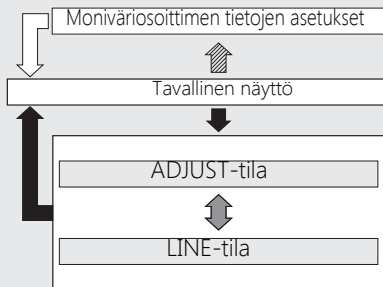 Moniväriosoittimen tietojen asetukset
Tavallinen näyttö
ADJUST-tila
LINE-tila